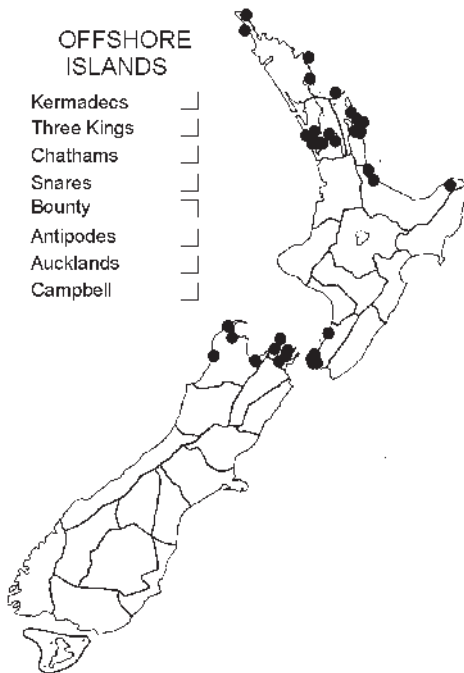 OFFSHORE
ISLANDS
Kermadecs
Three Kings
Chathams
Snares
Bounty
Antipodes
Aucklands
Campbell